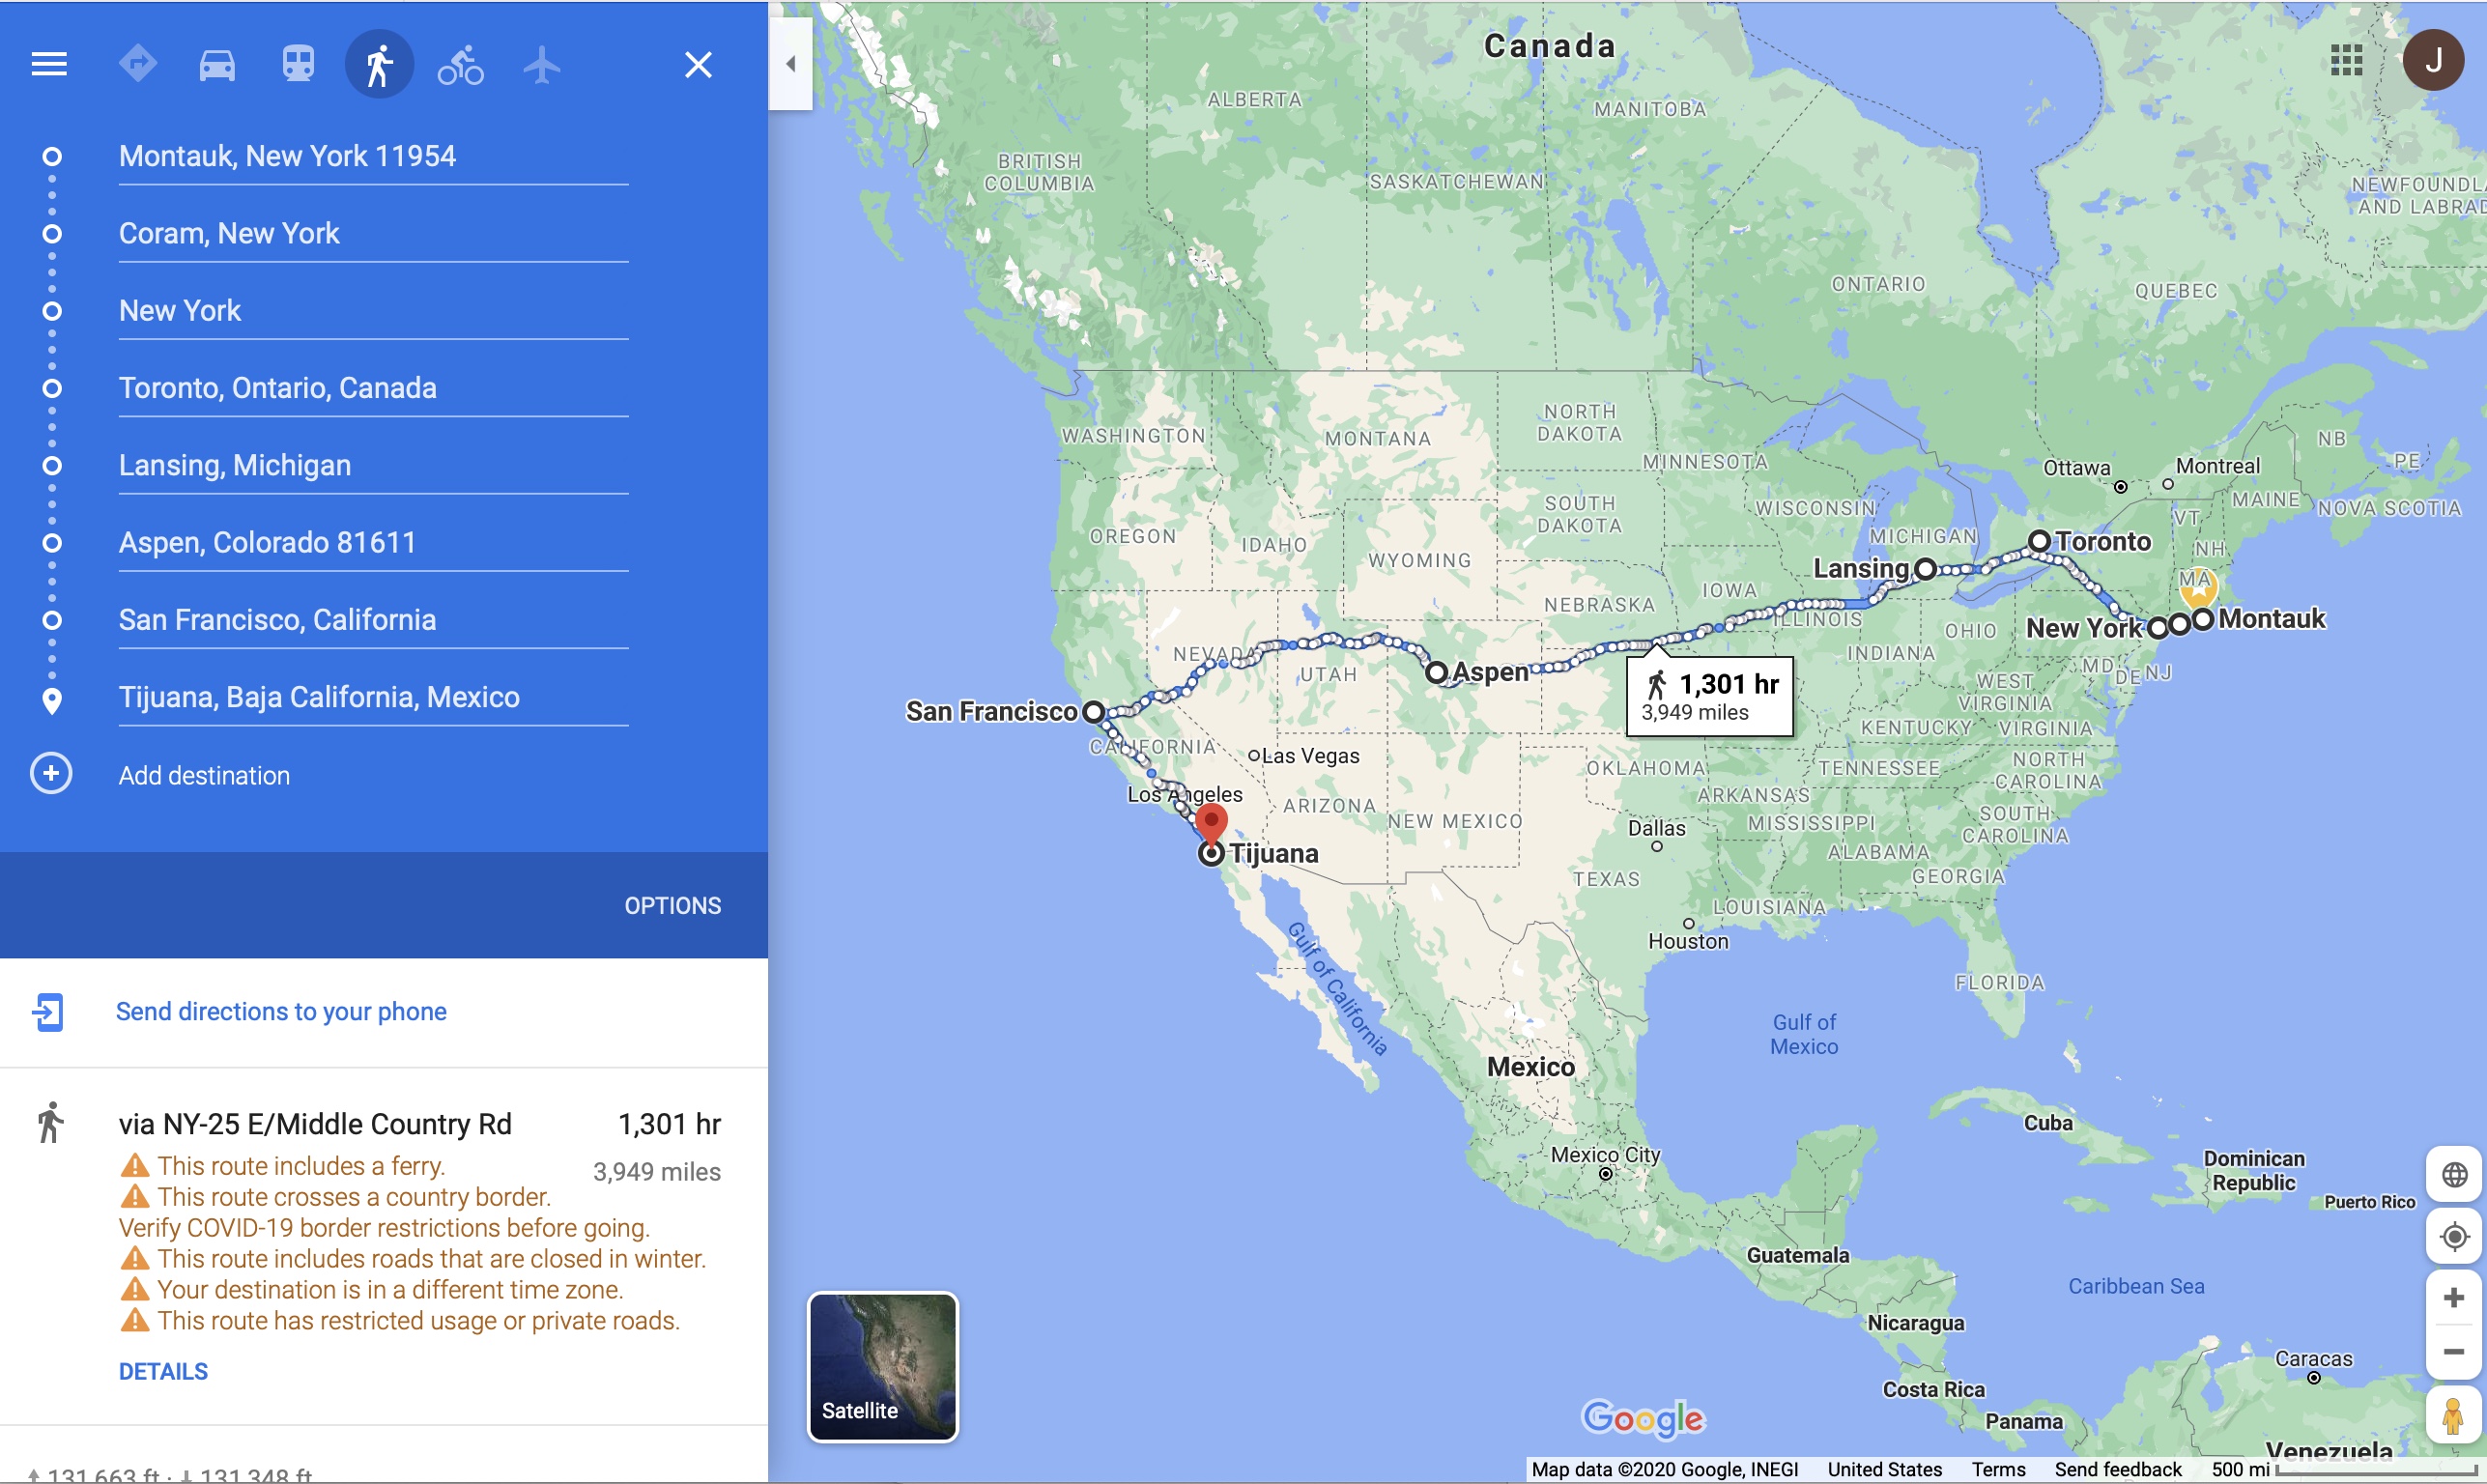 Montauk, New York 11954
Coram, New York
New York
Toronto, Ontario, Canada
Lansing, Michigan
Aspen, Colorado 81611
San Francisco, California
Tijuana, Baja California, Mexico
Add destination
OPTIONS
Send directions to your phone
via NY-25 E/Middle Country Rd
1,301 hr
3,949 miles
This route includes a ferry.
This route crosses a country border.
Verify COVID-19 border restrictions before going.
This route includes roads that are closed in winter.
Your destination is in a different time zone.
This route has restricted usage or private roads.
DETAILS
131,663 ft · 131,348 ft
J
Canada
ALBERTA
MANITOBA
BRITISH
COLUMBIA
SASKATCHEWAN
ONTARIO
QUEBEC
WASHINGTON
MONTANA
NORTH
DAKOTA
MINNESOTA
Ottawa
Montreal
NB
PE
MAINE
NOVA SCOTIA
VT
NH
MA
OREGON
IDAHO
WYOMING
SOUTH
DAKOTA
WISCONSIN
MICHIGAN
Toronto
Lansing
New York
Montauk
NEBRASKA
IOWA
ILLINOIS
INDIANA
OHIO
MD
DE
NJ
WEST
VIRGINIA
KENTUCKY
VIRGINIA
NEVADA
UTAH
Aspen
1,301 hr
3,949 miles
San Francisco
CALIFORNIA
Las Vegas
Los Angeles
ARIZONA
NEW MEXICO
OKLAHOMA
ARKANSAS
TENNESSEE
NORTH
CAROLINA
SOUTH
CAROLINA
MISSISSIPPI
ALABAMA
GEORGIA
Tijuana
Dallas
TEXAS
LOUISIANA
Houston
FLORIDA
Gulf of California
Gulf of
Mexico
Mexico
Mexico City
Cuba
Dominican
Republic
Puerto Rico
Guatemala
Caribbean Sea
Nicaragua
Caracas
Costa Rica
Panama
Venezuela
Satellite
Google
Map data ©2020 Google, INEGI United States Terms Send feedback 500 mi